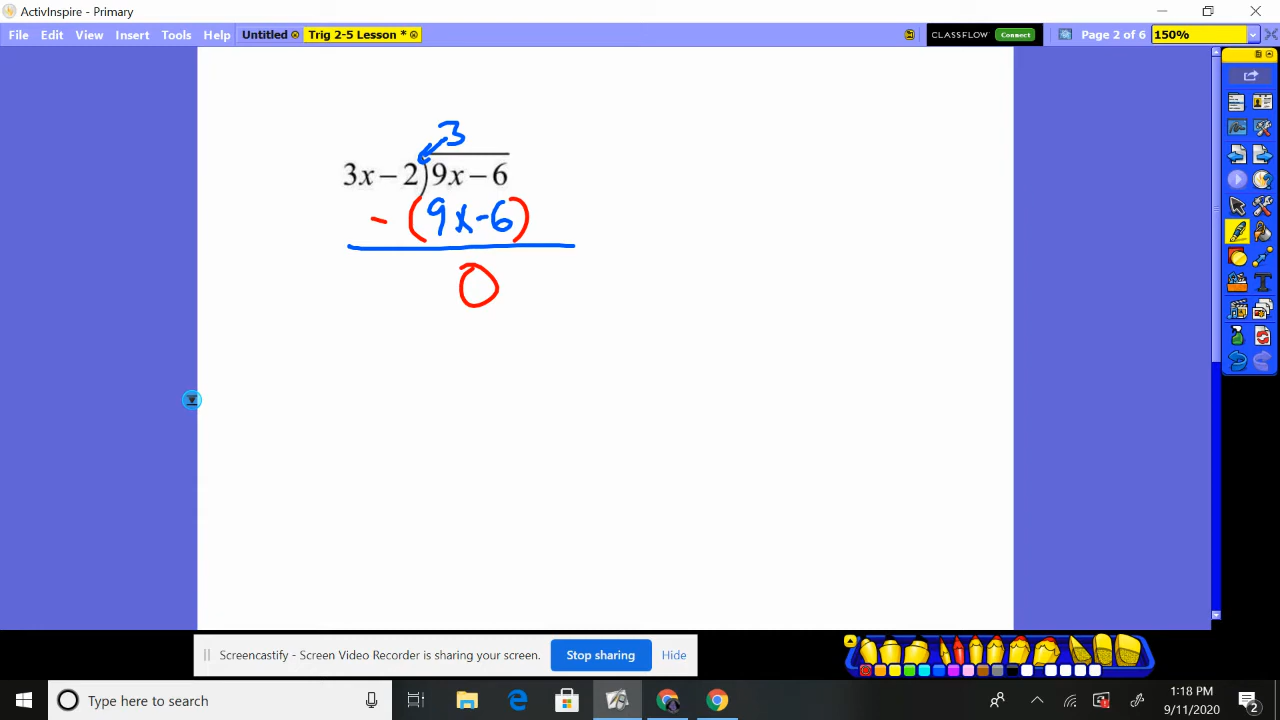 ActivInspire - Primary
File Edit View Insert Tools Help Untitled Trig 2-5 Lesson * CLASSFLOW Connect Page 2 of 6 150%
3
3x − 2)9x − 6
- (9x-6)
0
Screencastify - Screen Video Recorder is sharing your screen. Stop sharing Hide
Type here to search
1:18 PM
9/11/2020
2